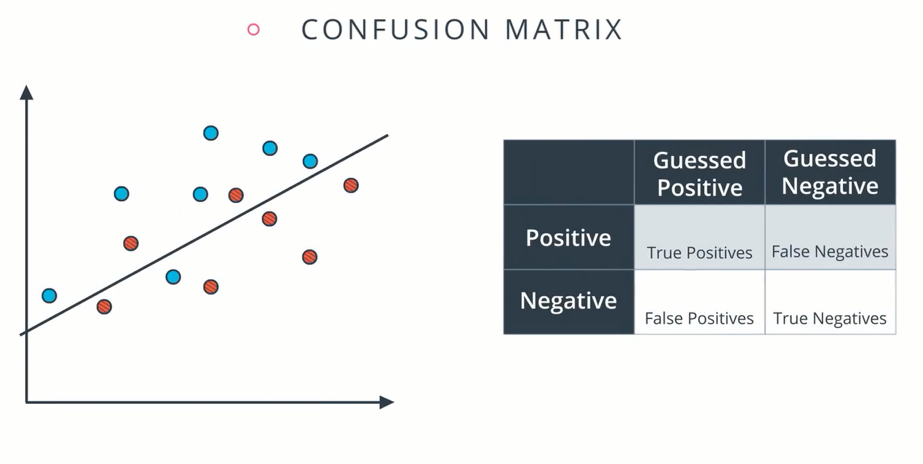 CONFUSION MATRIX
Guessed Positive
Guessed Negative
Positive
True Positives
False Negatives
Negative
False Positives
True Negatives